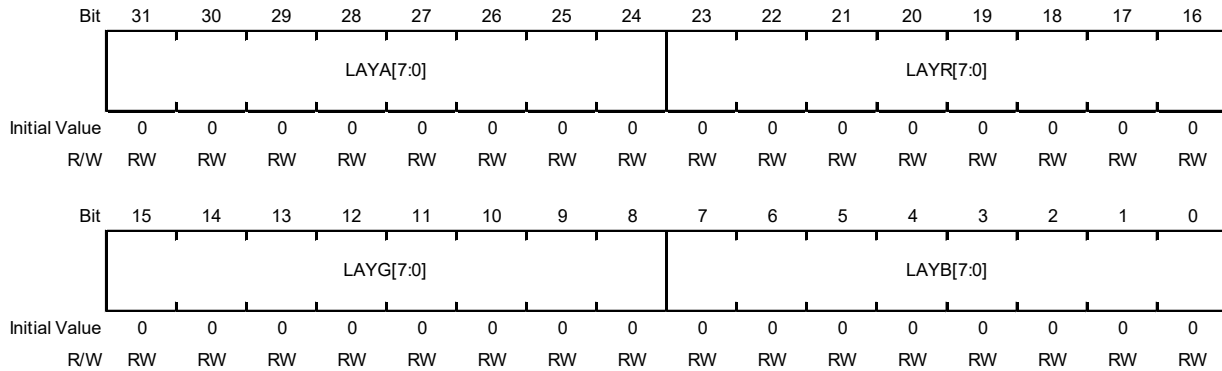 Bit 31 30 29 28 27 26 25 24 23 22 21 20 19 18 17 16
LAYA[7:0] LAYR[7:0]
Initial Value 0 0 0 0 0 0 0 0 0 0 0 0 0 0 0 0
R/W RW RW RW RW RW RW RW RW RW RW RW RW RW RW RW RW
Bit 15 14 13 12 11 10 9 8 7 6 5 4 3 2 1 0
LAYG[7:0] LAYB[7:0]
Initial Value 0 0 0 0 0 0 0 0 0 0 0 0 0 0 0 0
R/W RW RW RW RW RW RW RW RW RW RW RW RW RW RW RW RW